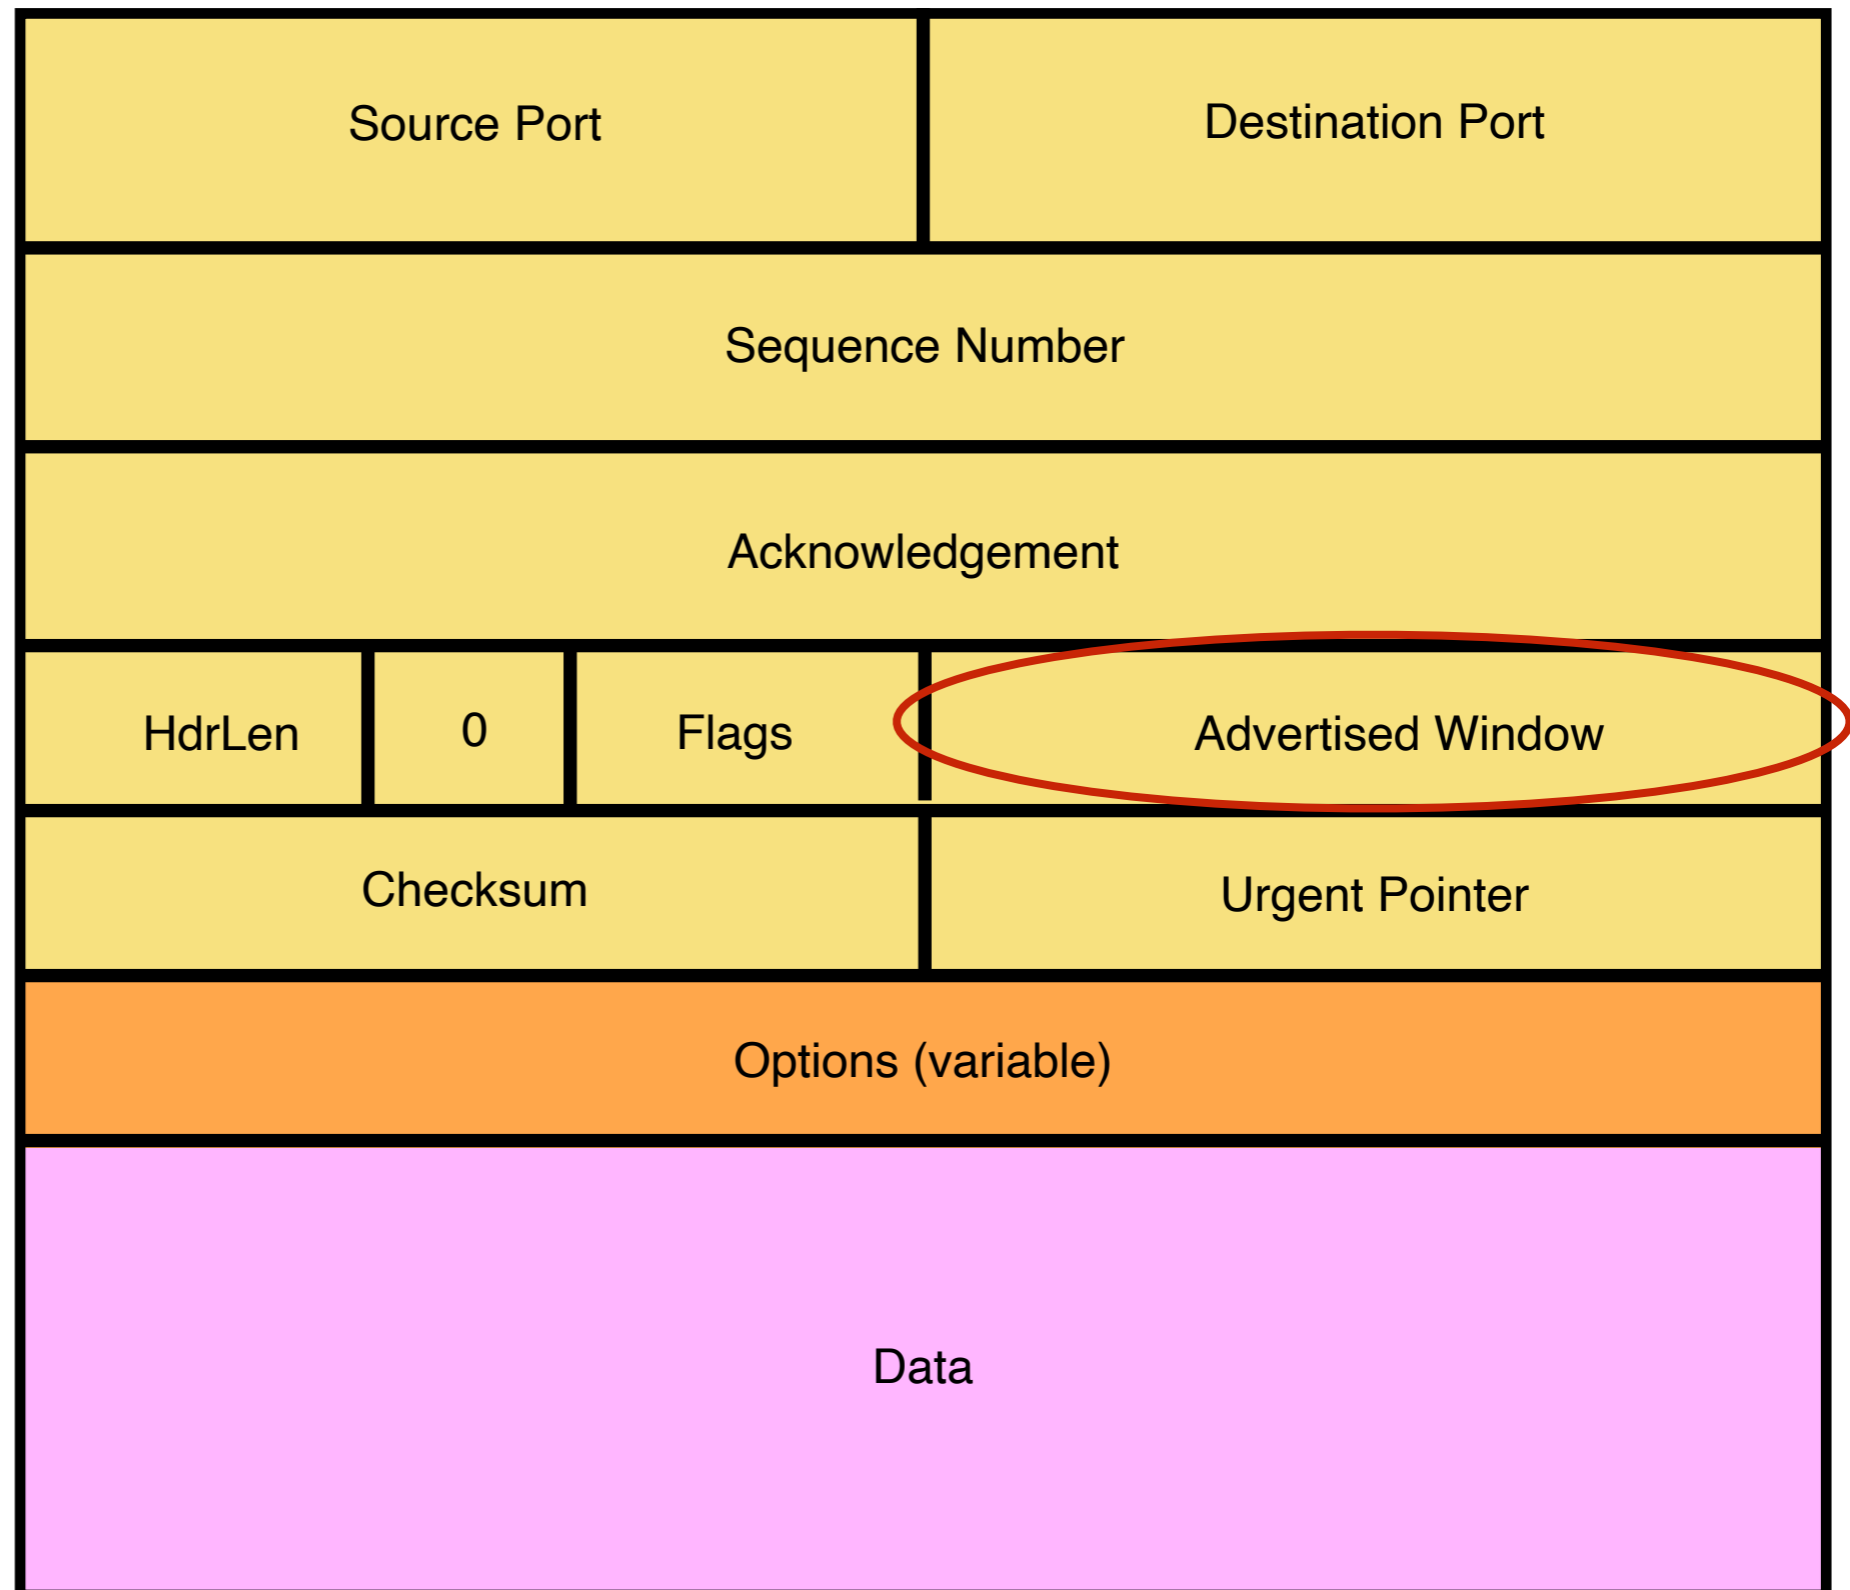 Source Port
Destination Port
Sequence Number
Acknowledgement
HdrLen
0
Flags
Advertised Window
Checksum
Urgent Pointer
Options (variable)
Data